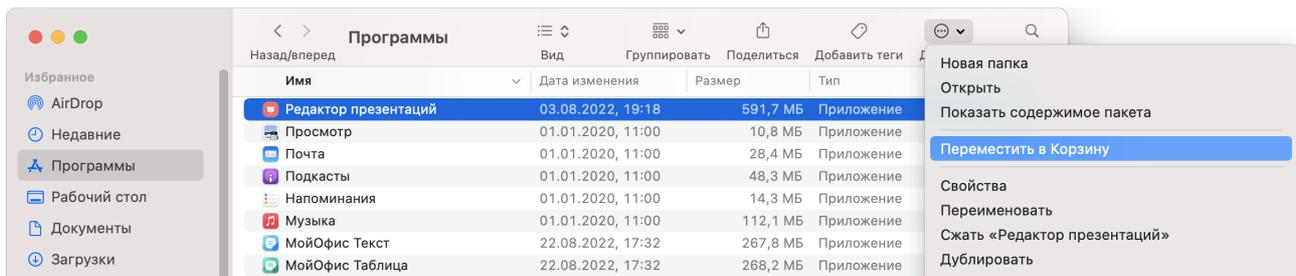 Программы
Назад/вперед
Вид
Группировать
Поделиться
Добавить теги
Избранное
AirDrop
Недавние
Программы
Рабочий стол
Документы
Загрузки
Имя Дата изменения Размер Тип
Редактор презентаций 03.08.2022, 19:18 591,7 МБ Приложение
Просмотр 01.01.2020, 11:00 10,8 МБ Приложение
Почта 01.01.2020, 11:00 28,4 МБ Приложение
Подкасты 01.01.2020, 11:00 48,3 МБ Приложение
Напоминания 01.01.2020, 11:00 14,3 МБ Приложение
Музыка 01.01.2020, 11:00 112,1 МБ Приложение
МойОфис Текст 22.08.2022, 17:32 267,8 МБ Приложение
МойОфис Таблица 22.08.2022, 17:32 268,2 МБ Приложение
Новая папка
Открыть
Показать содержимое пакета
Переместить в Корзину
Свойства
Переименовать
Сжать «Редактор презентаций»
Дублировать